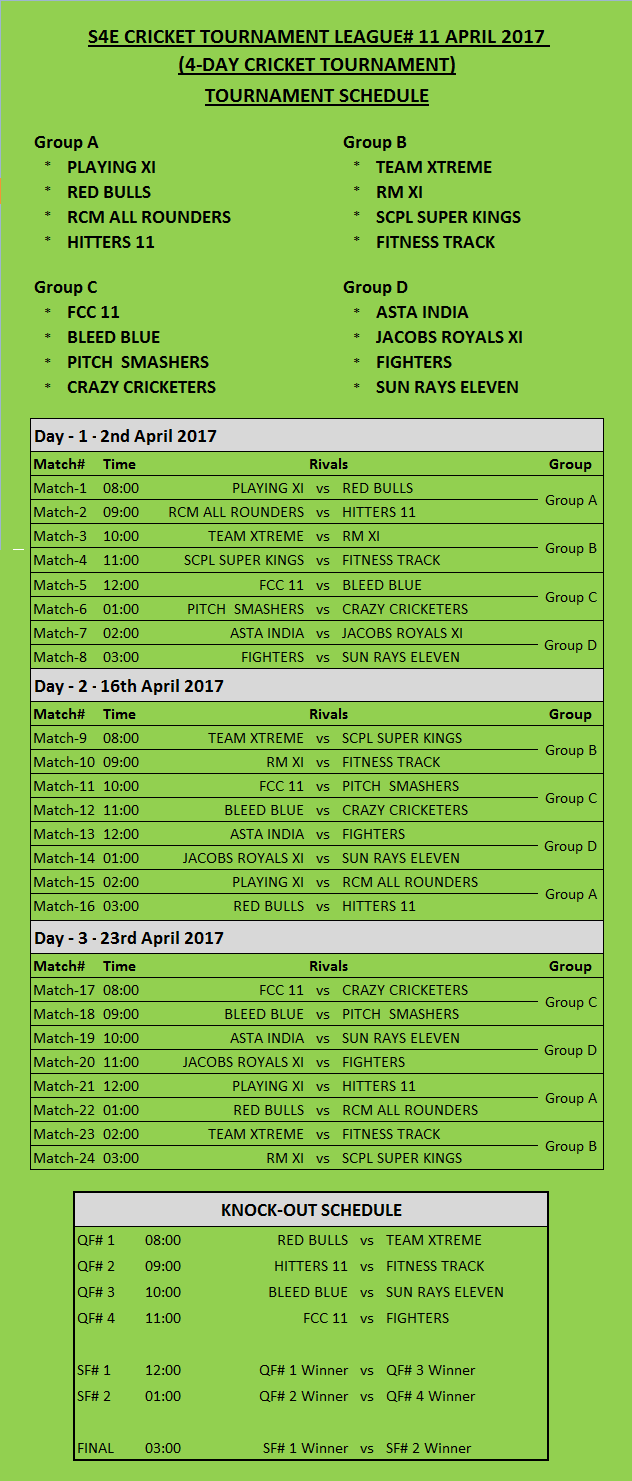 S4E CRICKET TOURNAMENT LEAGUE# 11 APRIL 2017
(4-DAY CRICKET TOURNAMENT)
TOURNAMENT SCHEDULE
Group A
* PLAYING XI
* RED BULLS
* RCM ALL ROUNDERS
* HITTERS 11
Group B
* TEAM XTREME
* RM XI
* SCPL SUPER KINGS
* FITNESS TRACK
Group C
* FCC 11
* BLEED BLUE
* PITCH SMASHERS
* CRAZY CRICKETERS
Group D
* ASTA INDIA
* JACOBS ROYALS XI
* FIGHTERS
* SUN RAYS ELEVEN
Day - 1 - 2nd April 2017
Match# Time Rivals Group
Match-1 08:00 PLAYING XI vs RED BULLS
Group A
Match-2 09:00 RCM ALL ROUNDERS vs HITTERS 11
Match-3 10:00 TEAM XTREME vs RM XI
Group B
Match-4 11:00 SCPL SUPER KINGS vs FITNESS TRACK
Match-5 12:00 FCC 11 vs BLEED BLUE
Group C
Match-6 01:00 PITCH SMASHERS vs CRAZY CRICKETERS
Match-7 02:00 ASTA INDIA vs JACOBS ROYALS XI
Group D
Match-8 03:00 FIGHTERS vs SUN RAYS ELEVEN
Day - 2 - 16th April 2017
Match# Time Rivals Group
Match-9 08:00 TEAM XTREME vs SCPL SUPER KINGS
Group B
Match-10 09:00 RM XI vs FITNESS TRACK
Match-11 10:00 FCC 11 vs PITCH SMASHERS
Group C
Match-12 11:00 BLEED BLUE vs CRAZY CRICKETERS
Match-13 12:00 ASTA INDIA vs FIGHTERS
Group D
Match-14 01:00 JACOBS ROYALS XI vs SUN RAYS ELEVEN
Match-15 02:00 PLAYING XI vs RCM ALL ROUNDERS
Group A
Match-16 03:00 RED BULLS vs HITTERS 11
Day - 3 - 23rd April 2017
Match# Time Rivals Group
Match-17 08:00 FCC 11 vs CRAZY CRICKETERS
Group C
Match-18 09:00 BLEED BLUE vs PITCH SMASHERS
Match-19 10:00 ASTA INDIA vs SUN RAYS ELEVEN
Group D
Match-20 11:00 JACOBS ROYALS XI vs FIGHTERS
Match-21 12:00 PLAYING XI vs HITTERS 11
Group A
Match-22 01:00 RED BULLS vs RCM ALL ROUNDERS
Match-23 02:00 TEAM XTREME vs FITNESS TRACK
Group B
Match-24 03:00 RM XI vs SCPL SUPER KINGS
KNOCK-OUT SCHEDULE
QF# 1 08:00 RED BULLS vs TEAM XTREME
QF# 2 09:00 HITTERS 11 vs FITNESS TRACK
QF# 3 10:00 BLEED BLUE vs SUN RAYS ELEVEN
QF# 4 11:00 FCC 11 vs FIGHTERS
SF# 1 12:00 QF# 1 Winner vs QF# 3 Winner
SF# 2 01:00 QF# 2 Winner vs QF# 4 Winner
FINAL 03:00 SF# 1 Winner vs SF# 2 Winner